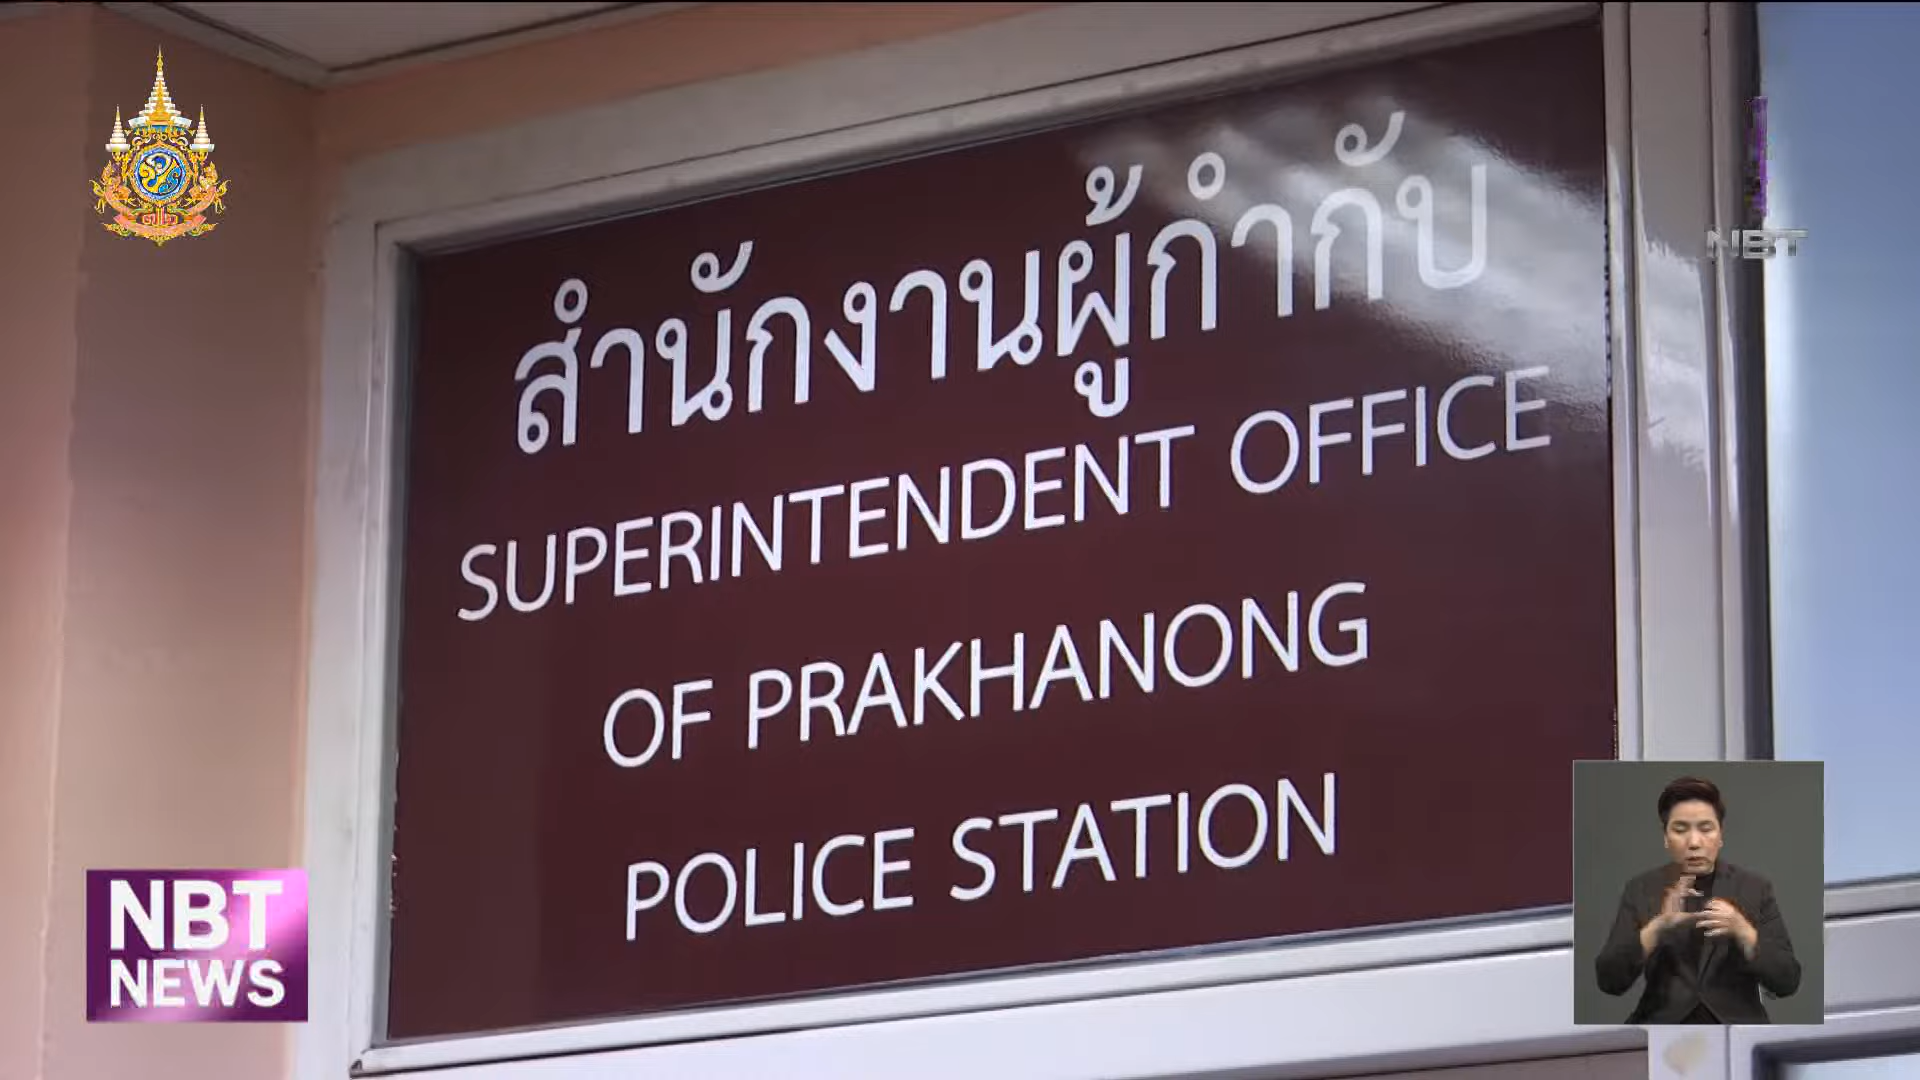 สำนักงานผู้กำกับ
SUPERINTENDENT OFFICE
OF PRAKHANONG
POLICE STATION
NBT
NBT
NEWS